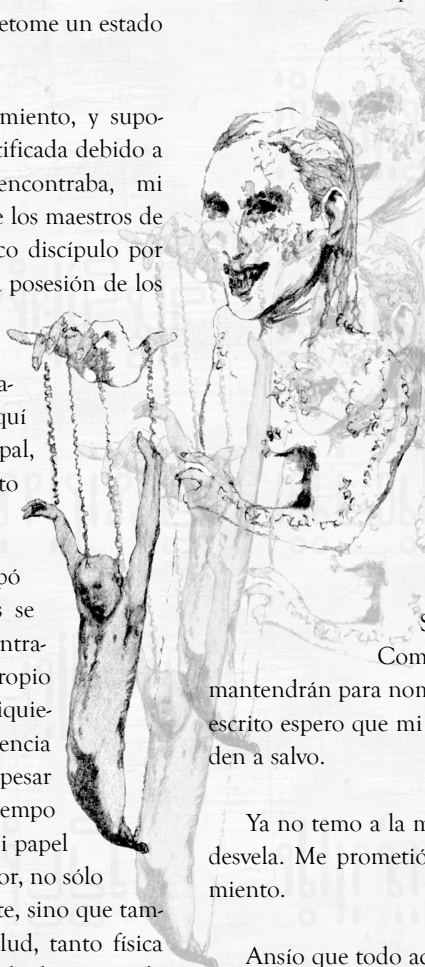 etome un estado
miento, y supo-
tificada debido a
encontraba, mi
e los maestros de
co discípulo por
posesión de los
a-
quí
pal,
to
pó
s se
ntra-
ropio
iquie-
encia
pesar
empo
i papel
or, no sólo
te, sino que tam-
lud, tanto física
S
Com
mantendrán para nom
escrito espero que mi
den a salvo.
Ya no temo a la m
desvela. Me prometió
miento.
Ansío que todo ac